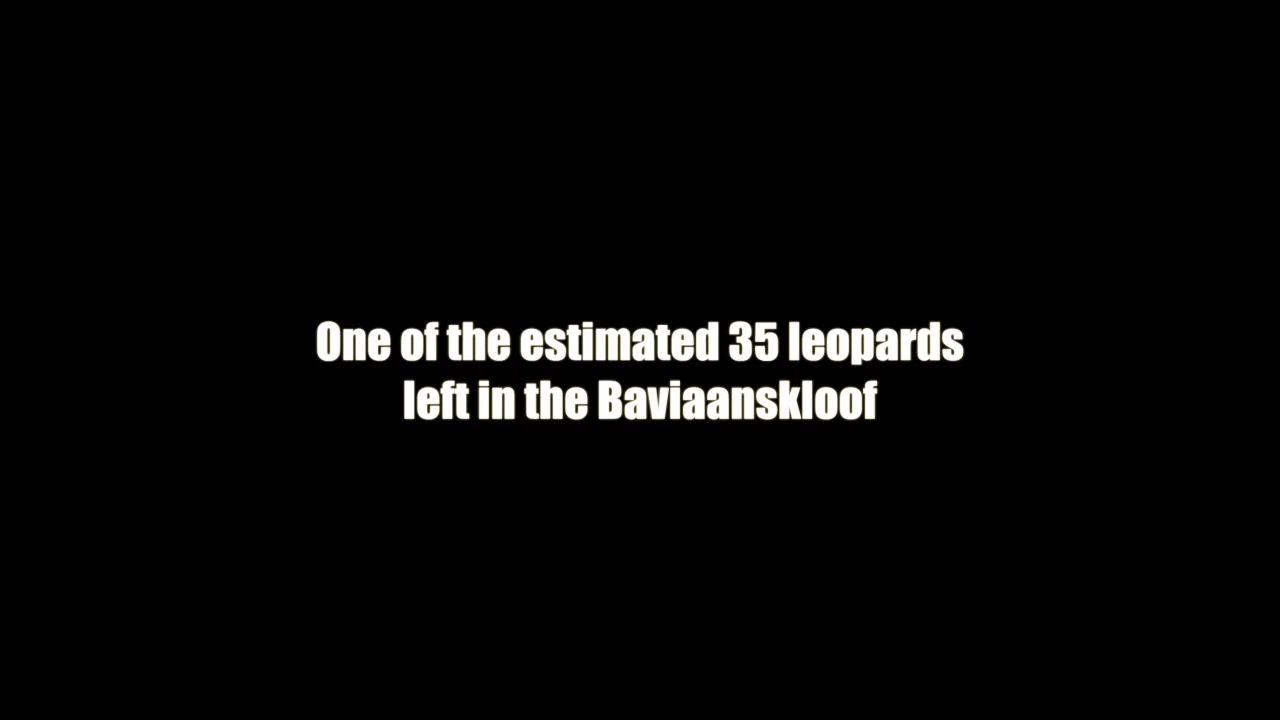 One of the estimated 35 leopards
left in the Baviaanskloof